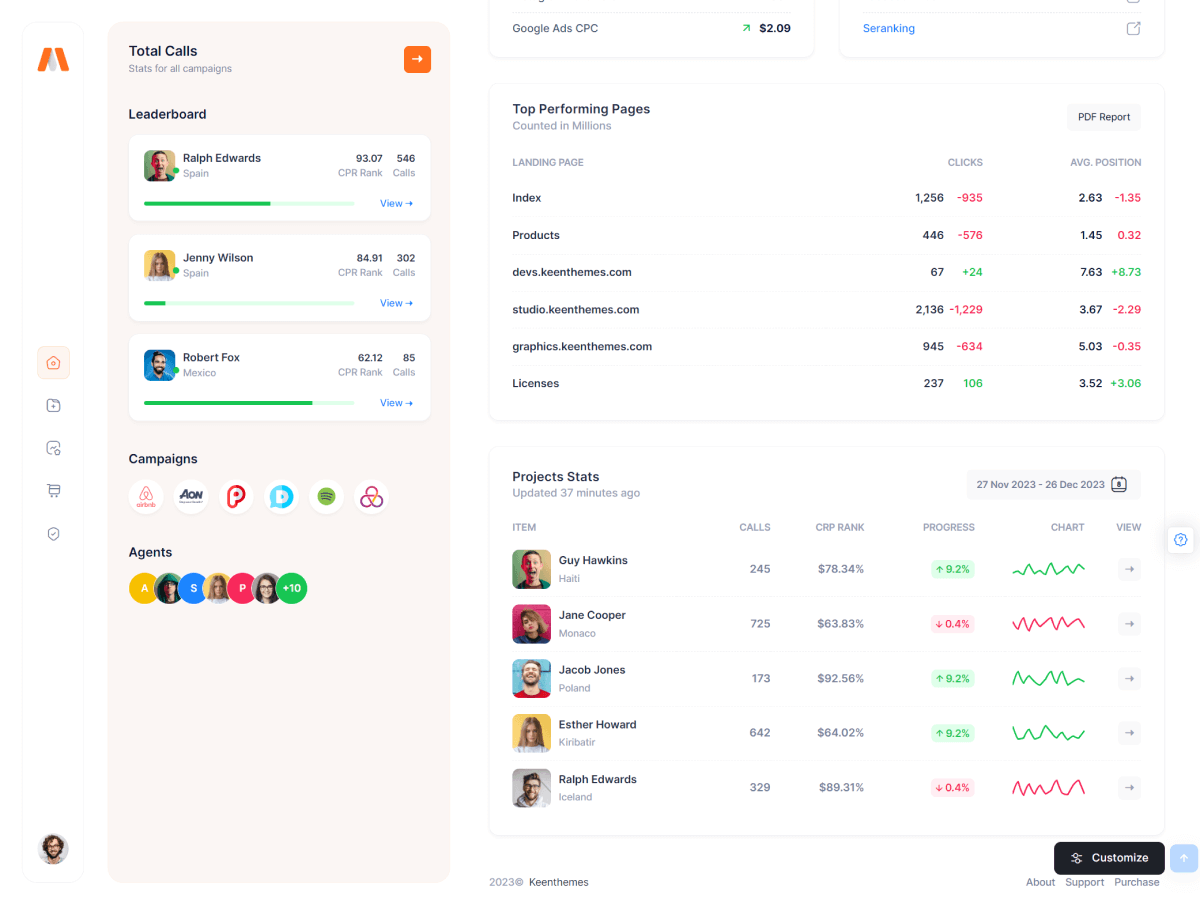 Total Calls
Stats for all campaigns
Leaderboard
Ralph Edwards 93.07 546
Spain CPR Rank Calls
View
Jenny Wilson 84.91 302
Spain CPR Rank Calls
View
Robert Fox 62.12 85
Mexico CPR Rank Calls
View
Campaigns
airbnb
AON
Agents
A S P +10
Google Ads CPC $2.09
Seranking
Top Performing Pages
Counted in Millions
PDF Report
LANDING PAGE CLICKS AVG. POSITION
Index 1,256 -935 2.63 -1.35
Products 446 -576 1.45 0.32
devs.keenthemes.com 67 +24 7.63 +8.73
studio.keenthemes.com 2,136 -1,229 3.67 -2.29
graphics.keenthemes.com 945 -634 5.03 -0.35
Licenses 237 106 3.52 +3.06
Projects Stats
Updated 37 minutes ago
27 Nov 2023 - 26 Dec 2023
ITEM CALLS CRP RANK PROGRESS CHART VIEW
Guy Hawkins
Haiti 245 $78.34% 9.2%
Jane Cooper
Monaco 725 $63.83% 0.4%
Jacob Jones
Poland 173 $92.56% 9.2%
Esther Howard
Kiribatir 642 $64.02% 9.2%
Ralph Edwards
Iceland 329 $89.31% 0.4%
Customize
2023© Keenthemes
About Support Purchase